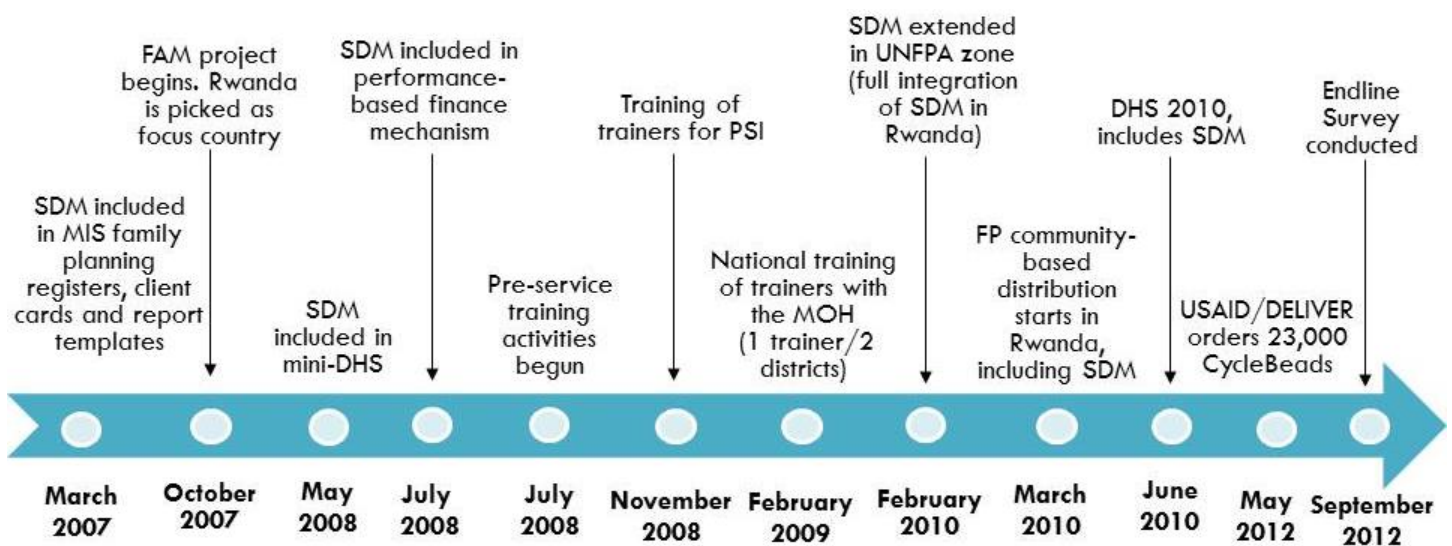 SDM included
in MIS family
planning
registers, client
cards and report
templates
FAM project
begins. Rwanda
is picked as
focus country
SDM
included in
mini-DHS
SDM included in
performance-
based finance
mechanism
Pre-service
training
activities
begun
Training of
trainers for PSI
National training
of trainers with
the MOH
(1 trainer/2
districts)
SDM extended
in UNFPA zone
(full integration
of SDM in
Rwanda)
FP community-
based
distribution
starts in
Rwanda,
including SDM
DHS 2010,
includes SDM
USAID/DELIVER
orders 23,000
CycleBeads
Endline
Survey
conducted
March
2007
October
2007
May
2008
July
2008
July
2008
November
2008
February
2009
February
2010
March
2010
June
2010
May
2012
September
2012